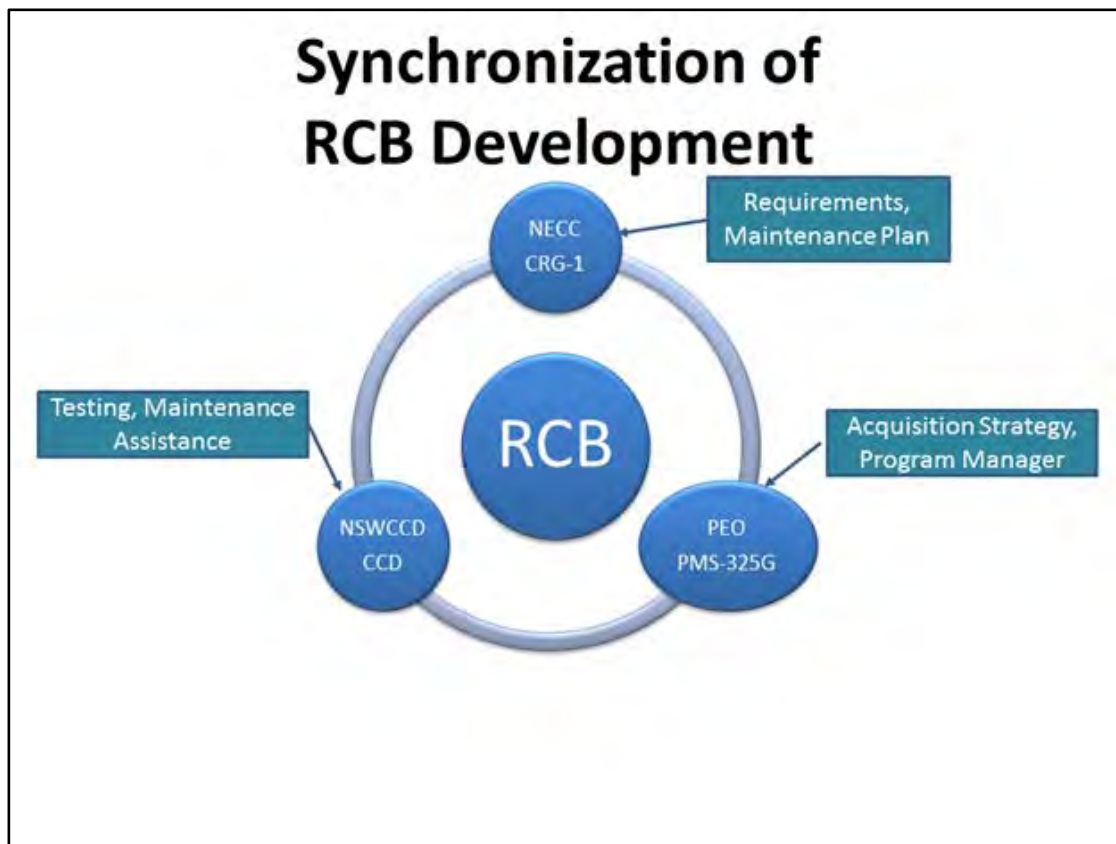 Synchronization of
RCB Development
NECC
CRG-1
Requirements,
Maintenance Plan
Testing, Maintenance
Assistance
RCB
Acquisition Strategy,
Program Manager
NSWCCD
CCD
PEO
PMS-325G